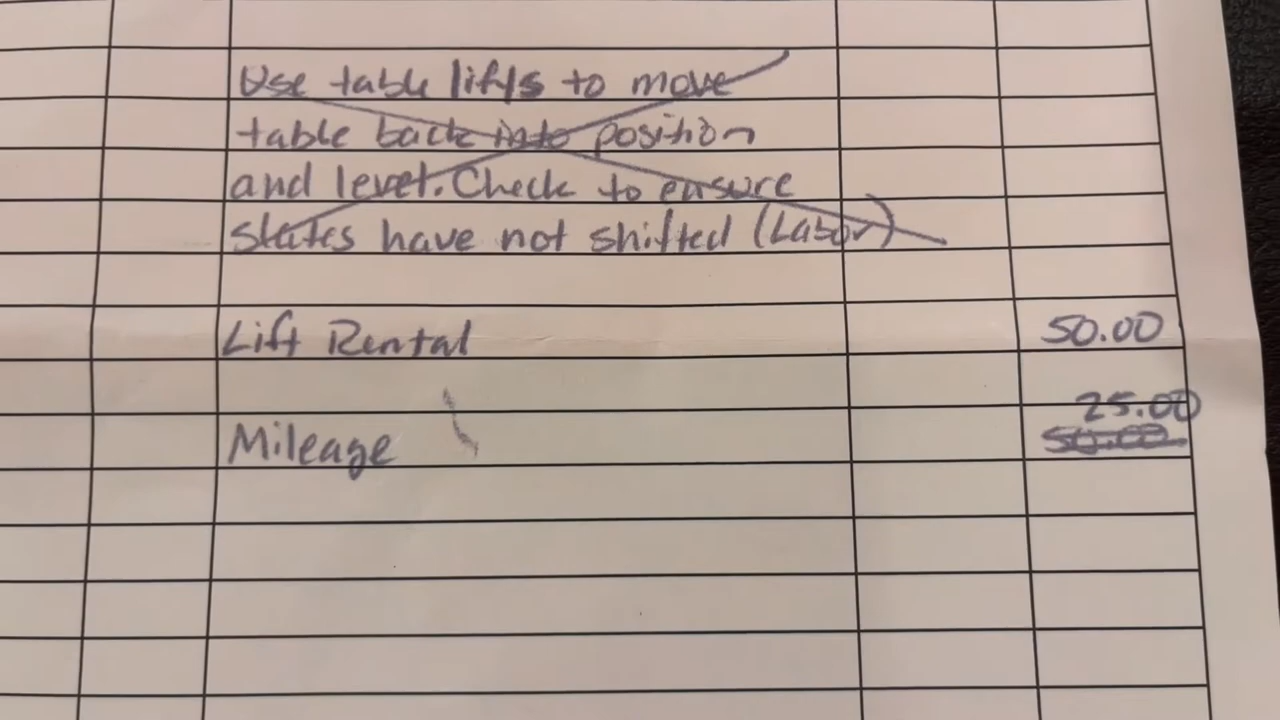 Use table lifts to move
table back into position
and level. Check to ensure
slates have not shifted (Labor)
Lift Rental 50.00
25.00
Mileage 50.00